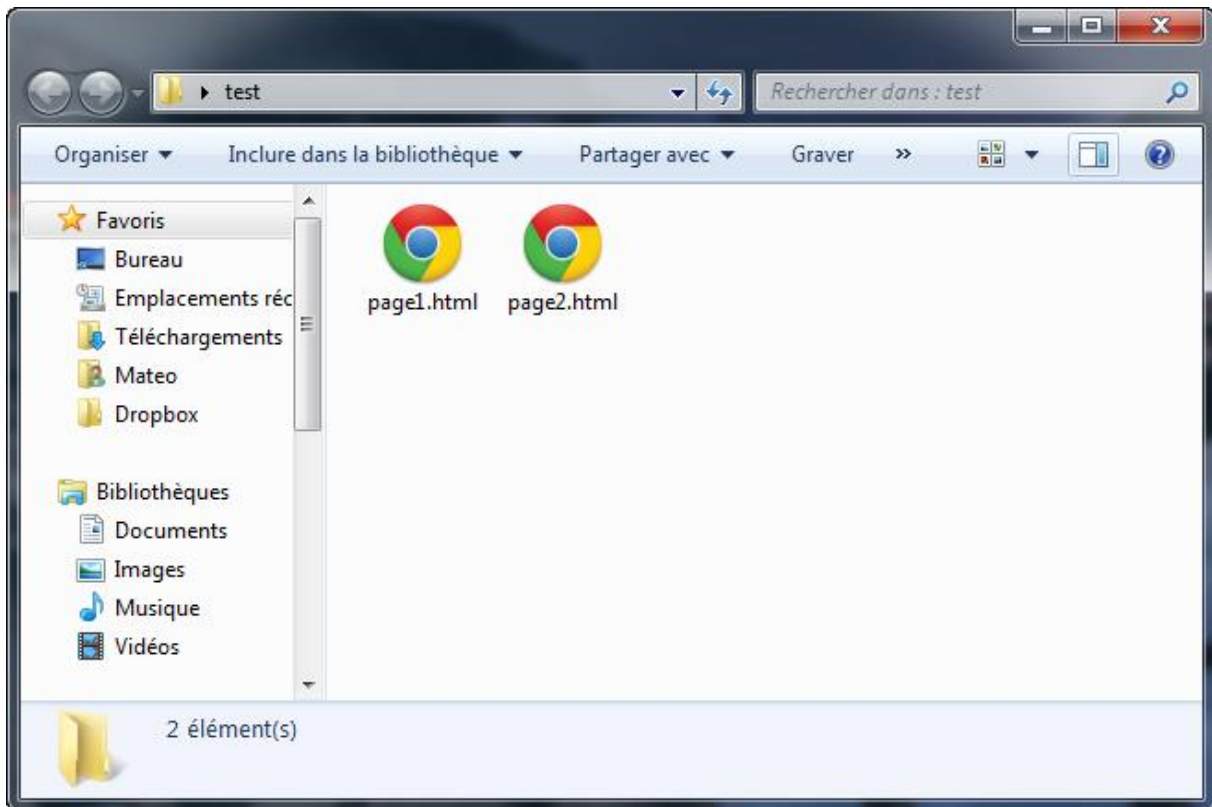 test
Rechercher dans : test
Organiser Inclure dans la bibliothèque Partager avec Graver »
Favoris
Bureau
Emplacements réc
Téléchargements
Mateo
Dropbox
Bibliothèques
Documents
Images
Musique
Vidéos
page1.html page2.html
2 élément(s)